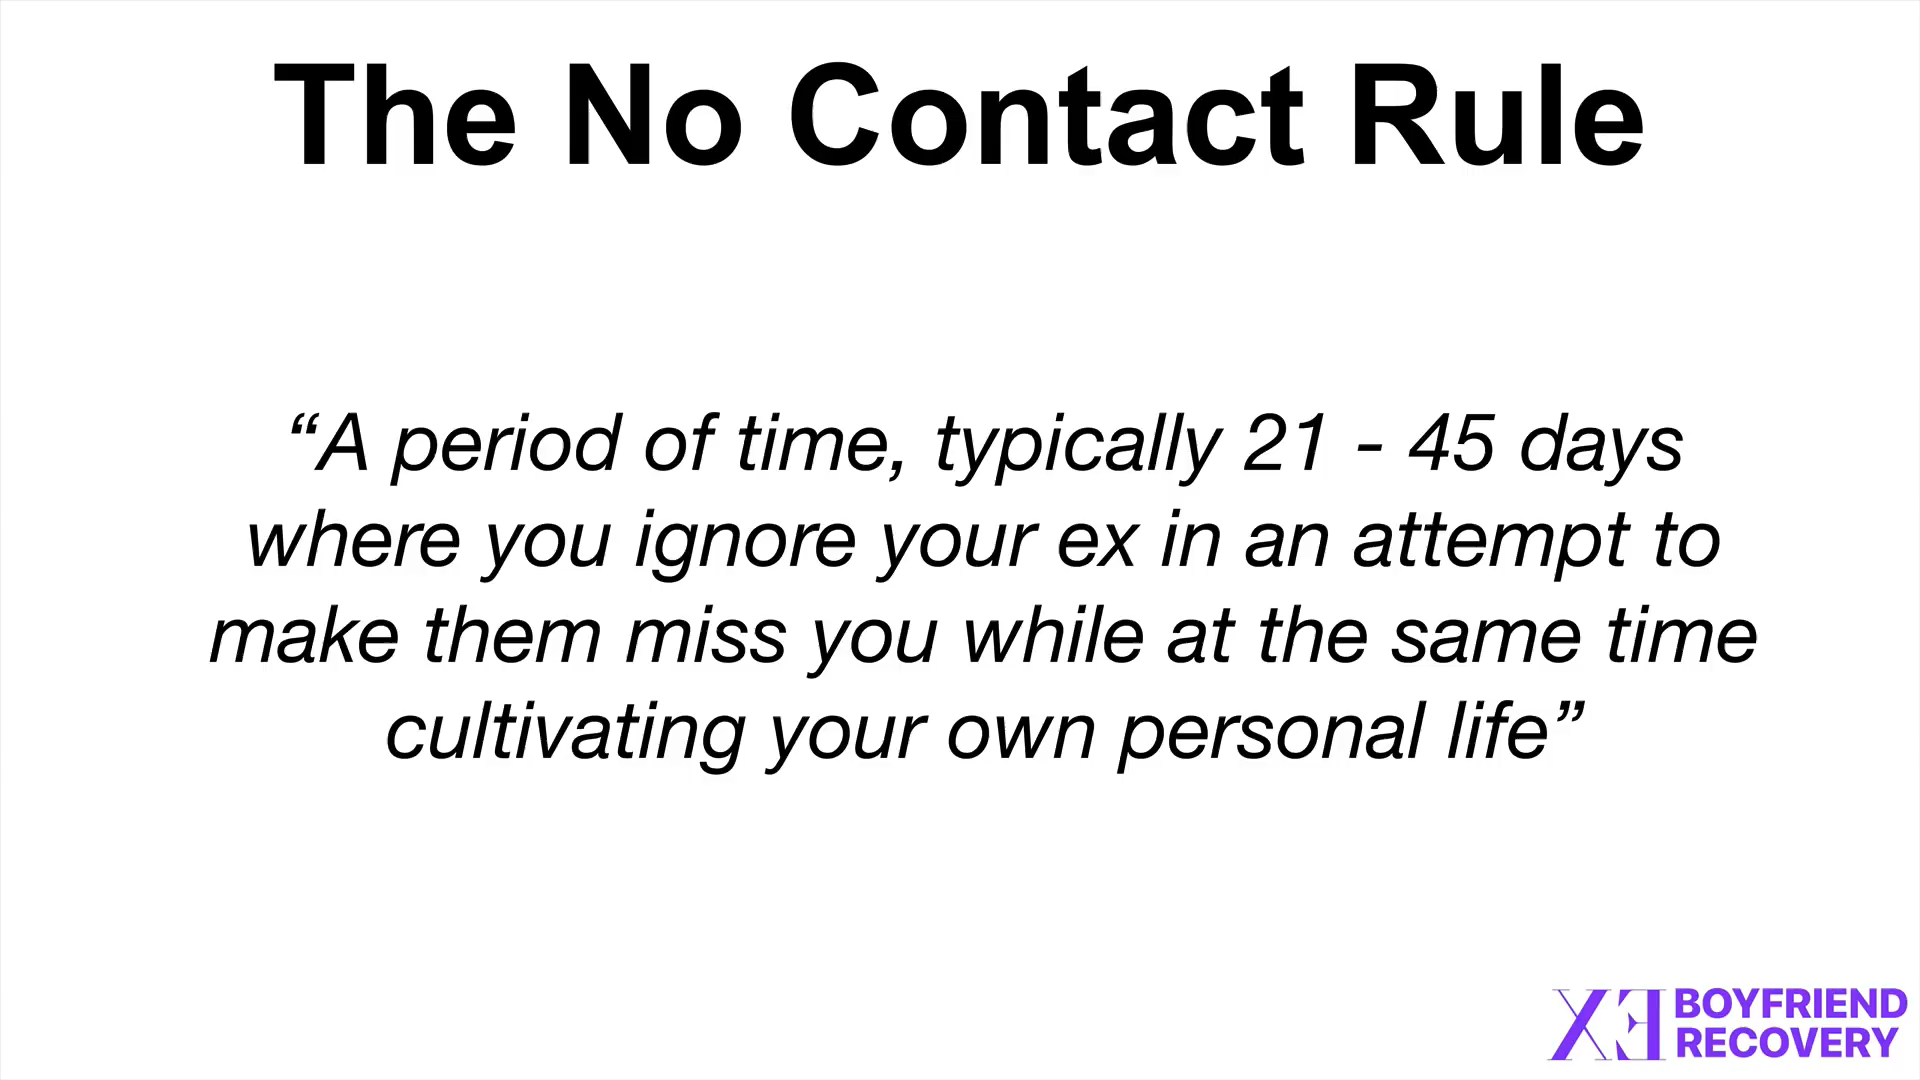 The No Contact Rule
“A period of time, typically 21 - 45 days
where you ignore your ex in an attempt to
make them miss you while at the same time
cultivating your own personal life”
EX BOYFRIEND
RECOVERY